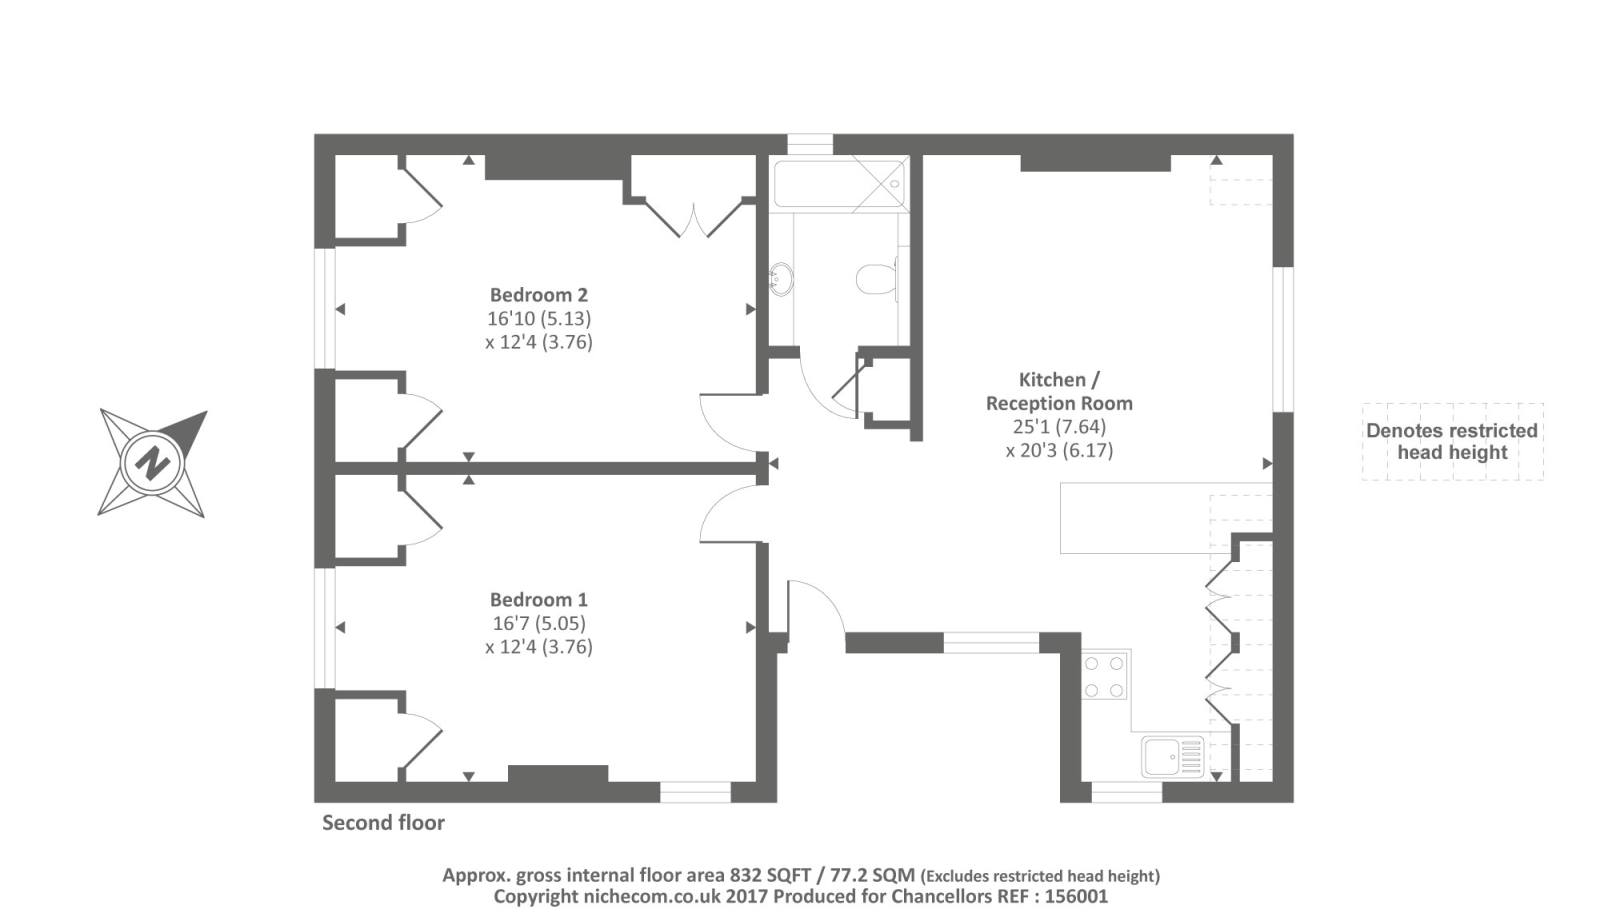 Bedroom 2
16'10 (5.13)
x 12'4 (3.76)
Kitchen /
Reception Room
25'1 (7.64)
x 20'3 (6.17)
Denotes restricted
head height
N
Bedroom 1
16'7 (5.05)
x 12'4 (3.76)
Second floor
Approx. gross internal floor area 832 SQFT / 77.2 SQM (Excludes restricted head height)
Copyright nichecom.co.uk 2017 Produced for Chancellors REF : 156001